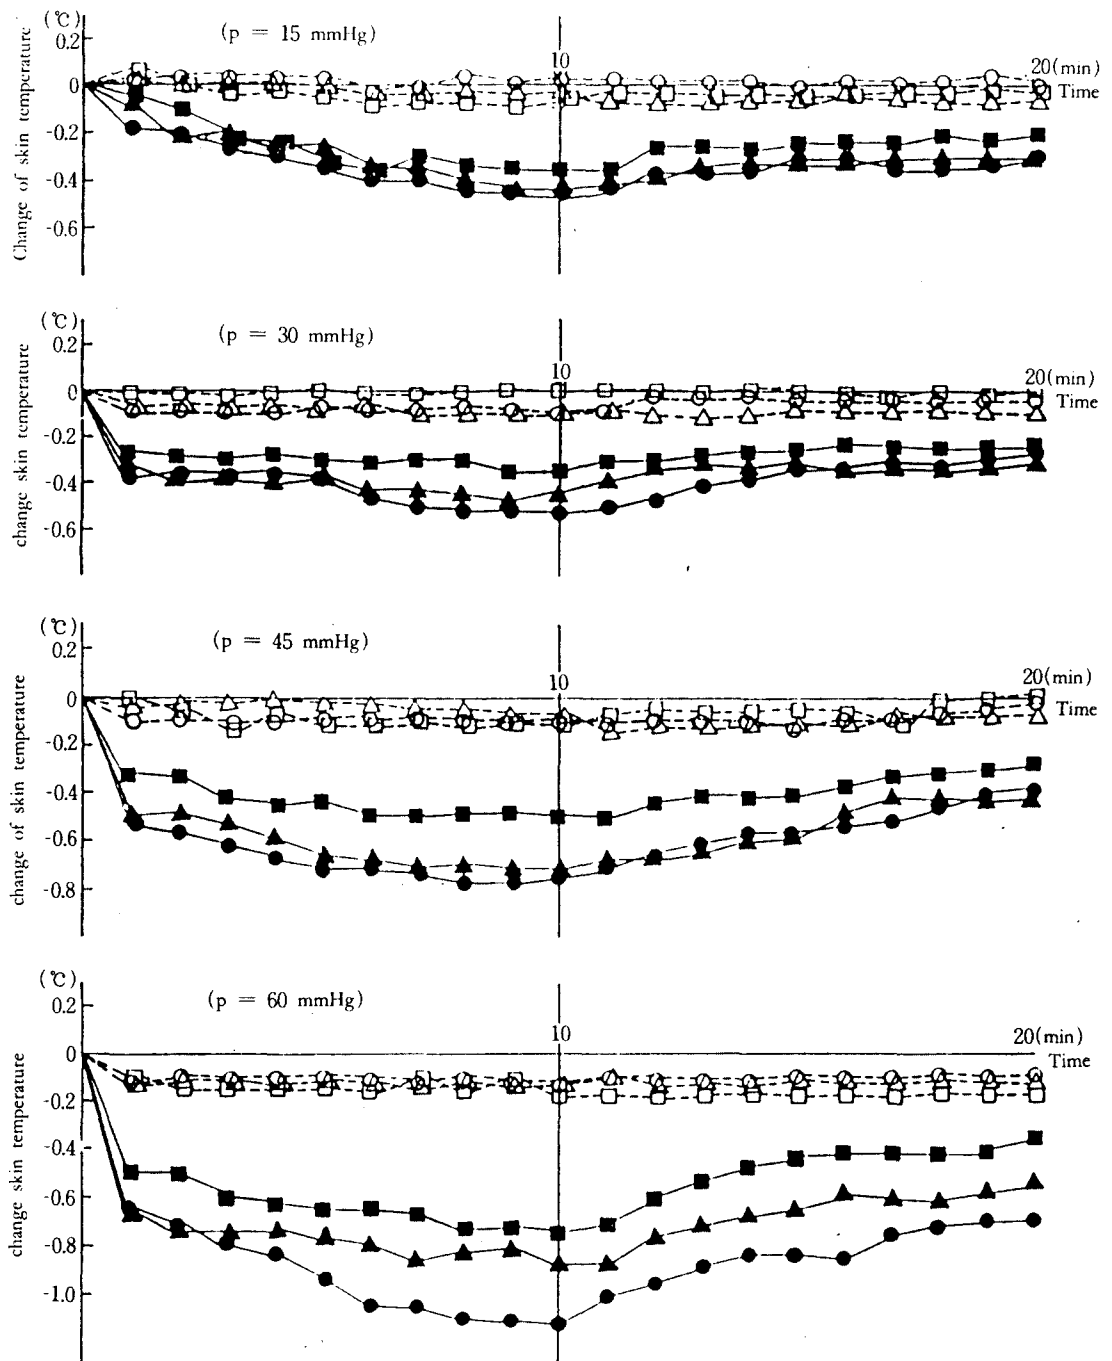 (℃)
(p = 15 mmHg)
0.2
10
20(min)
0
Time
-0.2
-0.4
-0.6
Change of skin temperature
(℃)
(p = 30 mmHg)
0.2
10
20(min)
0
Time
-0.2
-0.4
-0.6
change skin temperature
(℃)
(p = 45 mmHg)
0.2
10
20(min)
0
Time
-0.2
-0.4
-0.6
-0.8
change of skin temperature
(℃)
(p = 60 mmHg)
0.2
10
20(min)
0
Time
-0.2
-0.4
-0.6
-0.8
-1.0
change skin temperature